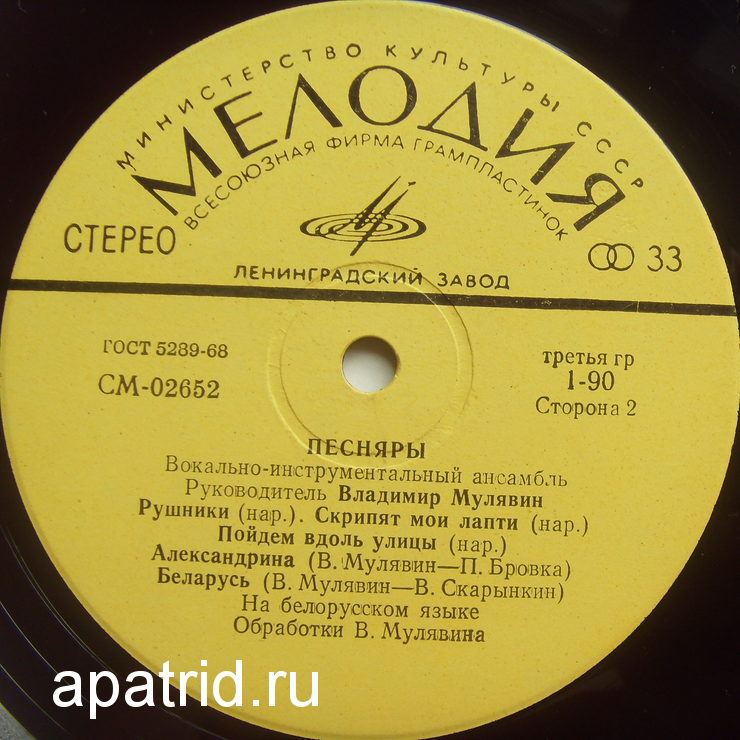 МИНИСТЕРСТВО КУЛЬТУРЫ СССР
МЕЛОДИЯ
ВСЕСОЮЗНАЯ ФИРМА ГРАМПЛАСТИНОК
СТЕРЕО
33
ЛЕНИНГРАДСКИЙ ЗАВОД
ГОСТ 5289-68
СМ-02652
третья гр
1-90
Сторона 2
ПЕСНЯРЫ
Вокально-инструментальный ансамбль
Руководитель Владимир Мулявин
Рушники (нар.). Скрипят мои лапти (нар.)
Пойдем вдоль улицы (нар.)
Александрина (В. Мулявин—П. Бровка)
Беларусь (В. Мулявин—В. Скарынкин)
На белорусском языке
Обработки В. Мулявина
apatrid.ru